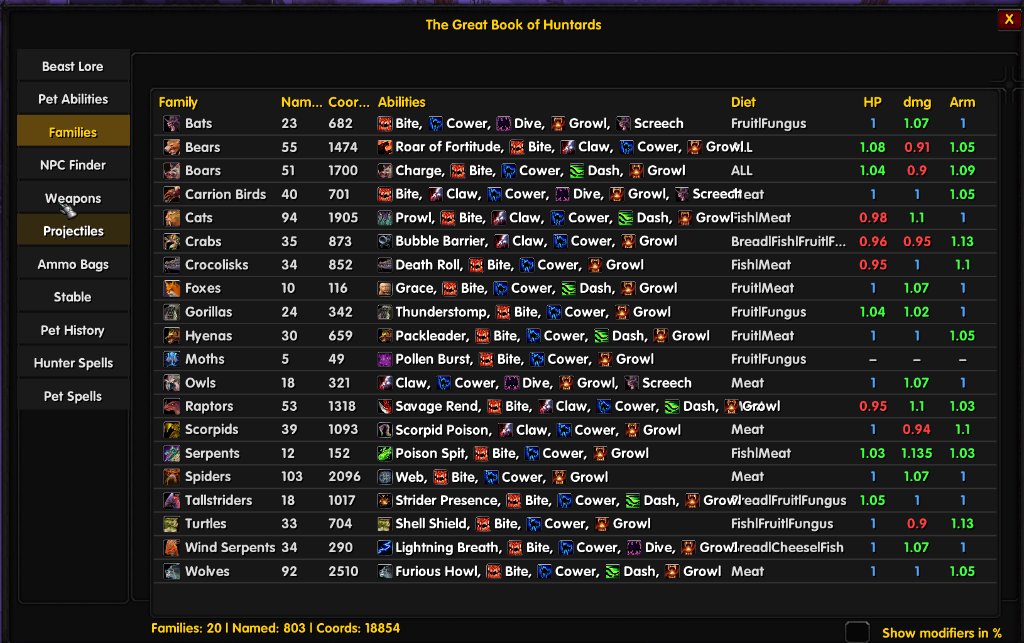 The Great Book of Huntards
X
Beast Lore
Pet Abilities
Families
NPC Finder
Weapons
Projectiles
Ammo Bags
Stable
Pet History
Hunter Spells
Pet Spells
Family Nam... Coor... Abilities Diet HP dmg Arm
Bats 23 682 Bite, Cower, Dive, Growl, Screech Fruit|Fungus 1 1.07 1
Bears 55 1474 Roar of Fortitude, Bite, Claw, Cower, Growl ALL 1.08 0.91 1.05
Boars 51 1700 Charge, Bite, Cower, Dash, Growl ALL 1.04 0.9 1.09
Carrion Birds 40 701 Bite, Claw, Cower, Dive, Growl, Screech Meat 1 1 1.05
Cats 94 1905 Prowl, Bite, Claw, Cower, Dash, Growl Fish|Meat 0.98 1.1 1
Crabs 35 873 Bubble Barrier, Claw, Cower, Growl Bread|Fish|Fruit|F... 0.96 0.95 1.13
Crocolisks 34 852 Death Roll, Bite, Cower, Growl Fish|Meat 0.95 1 1.1
Foxes 10 116 Grace, Bite, Cower, Dash, Growl Fruit|Meat 1 1.07 1
Gorillas 24 342 Thunderstomp, Bite, Cower, Growl Fruit|Fungus 1.04 1.02 1
Hyenas 30 659 Packleader, Bite, Cower, Dash, Growl Fruit|Meat 1 1 1.05
Moths 5 49 Pollen Burst, Bite, Cower, Growl Fruit|Fungus – – –
Owls 18 321 Claw, Cower, Dive, Growl, Screech Meat 1 1.07 1
Raptors 53 1318 Savage Rend, Bite, Claw, Cower, Dash, Growl 0.95 1.1 1.03
Scorpids 39 1093 Scorpid Poison, Claw, Cower, Growl Meat 1 0.94 1.1
Serpents 12 152 Poison Spit, Bite, Cower, Growl Fish|Meat 1.03 1.135 1.03
Spiders 103 2096 Web, Bite, Cower, Growl Meat 1 1.07 1
Tallstriders 18 1017 Strider Presence, Bite, Cower, Dash, Growl Bread|Fruit|Fungus 1.05 1 1
Turtles 33 704 Shell Shield, Bite, Cower, Growl Fish|Fruit|Fungus 1 0.9 1.13
Wind Serpents 34 290 Lightning Breath, Bite, Cower, Dive, Growl Bread|Cheese|Fish 1 1.07 1
Wolves 92 2510 Furious Howl, Bite, Cower, Dash, Growl Meat 1 1 1.05
Families: 20 | Named: 803 | Coords: 18854
Show modifiers in %